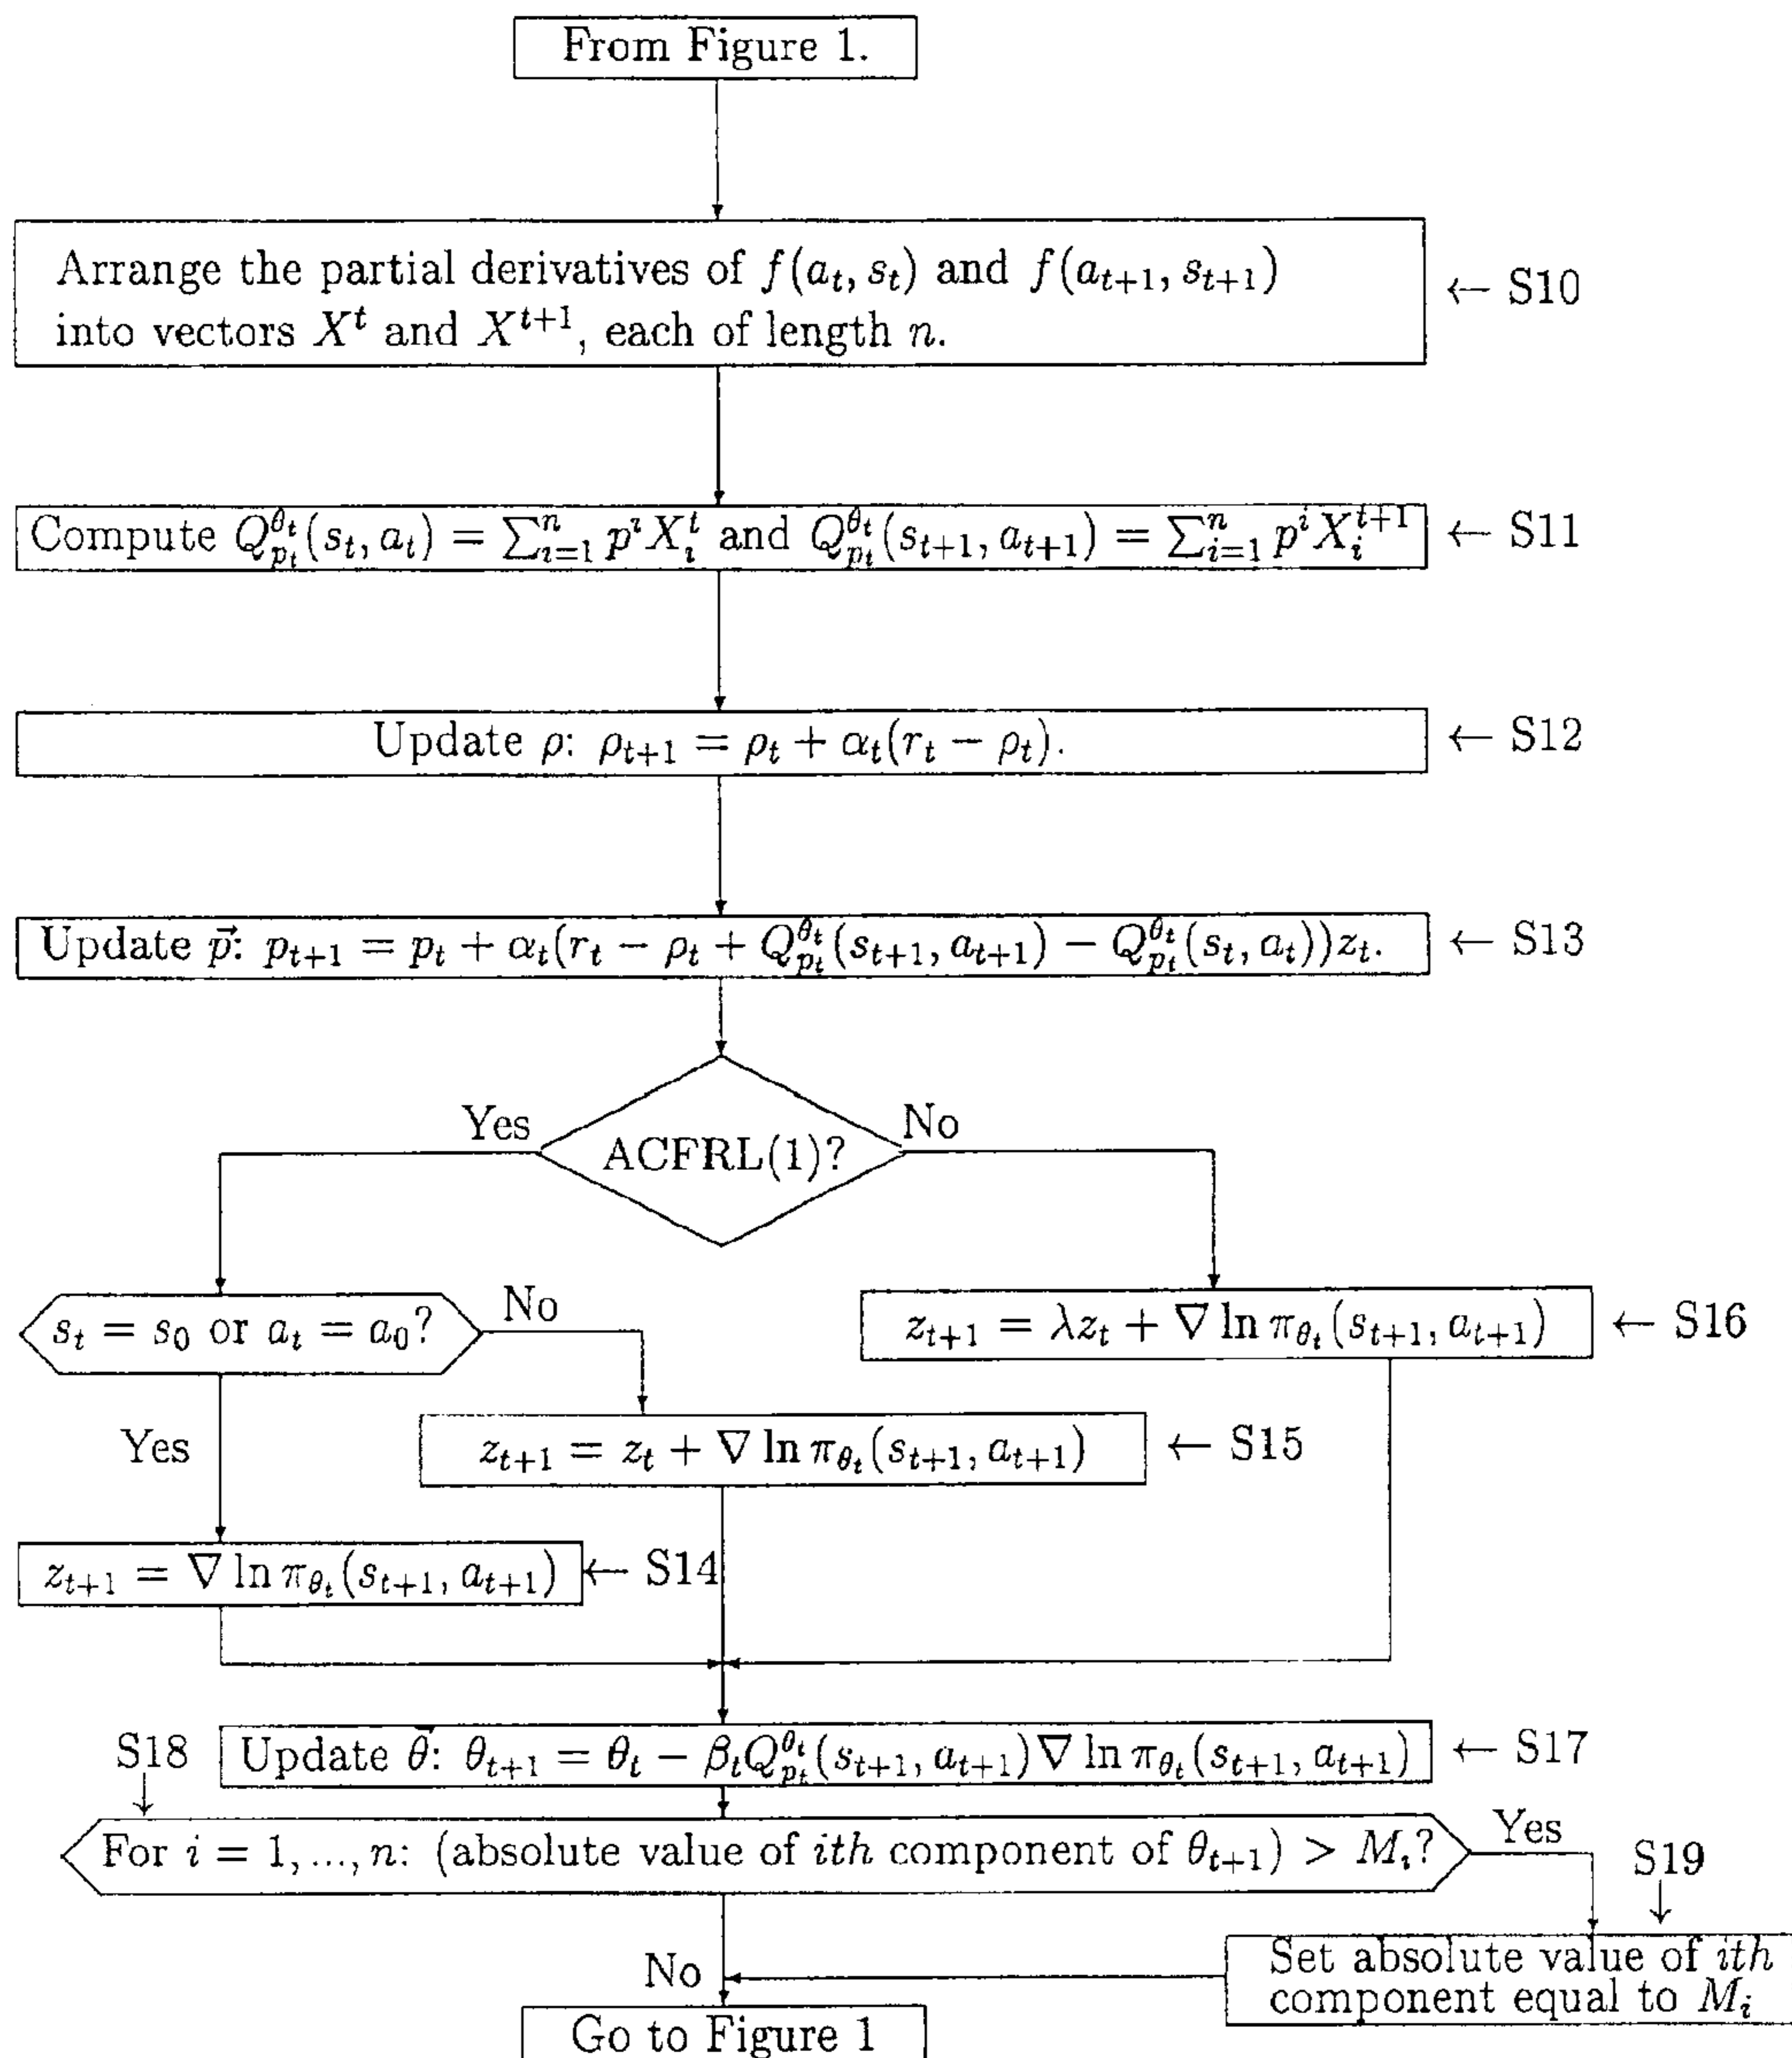 From Figure 1.
Arrange the partial derivatives of f(a_t, s_t) and f(a_{t+1}, s_{t+1})
into vectors X^t and X^{t+1}, each of length n.
← S10
Compute Q_{p_t}^{θ_t}(s_t, a_t) = ∑_{i=1}^n p^i X_i^t and Q_{p_t}^{θ_t}(s_{t+1}, a_{t+1}) = ∑_{i=1}^n p^i X_i^{t+1}
← S11
Update ρ: ρ_{t+1} = ρ_t + α_t(r_t − ρ_t).
← S12
Update p⃗: p_{t+1} = p_t + α_t(r_t − ρ_t + Q_{p_t}^{θ_t}(s_{t+1}, a_{t+1}) − Q_{p_t}^{θ_t}(s_t, a_t))z_t.
← S13
Yes
ACFRL(1)?
No
s_t = s_0 or a_t = a_0?
No
z_{t+1} = λz_t + ∇ ln π_{θ_t}(s_{t+1}, a_{t+1})
← S16
Yes
z_{t+1} = z_t + ∇ ln π_{θ_t}(s_{t+1}, a_{t+1})
← S15
z_{t+1} = ∇ ln π_{θ_t}(s_{t+1}, a_{t+1})
← S14
S18
Update θ⃗: θ_{t+1} = θ_t − β_t Q_{p_t}^{θ_t}(s_{t+1}, a_{t+1})∇ ln π_{θ_t}(s_{t+1}, a_{t+1})
← S17
For i = 1, ..., n: (absolute value of ith component of θ_{t+1}) > M_i?
Yes
S19
No
Set absolute value of ith
component equal to M_i
Go to Figure 1